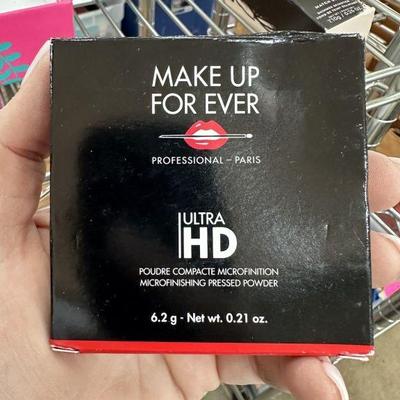 MAKE UP
FOR EVER
PROFESSIONAL – PARIS
ULTRA
HD
POUDRE COMPACTE MICROFINITION
MICROFINISHING PRESSED POWDER
6.2 g - Net wt. 0.21 oz.